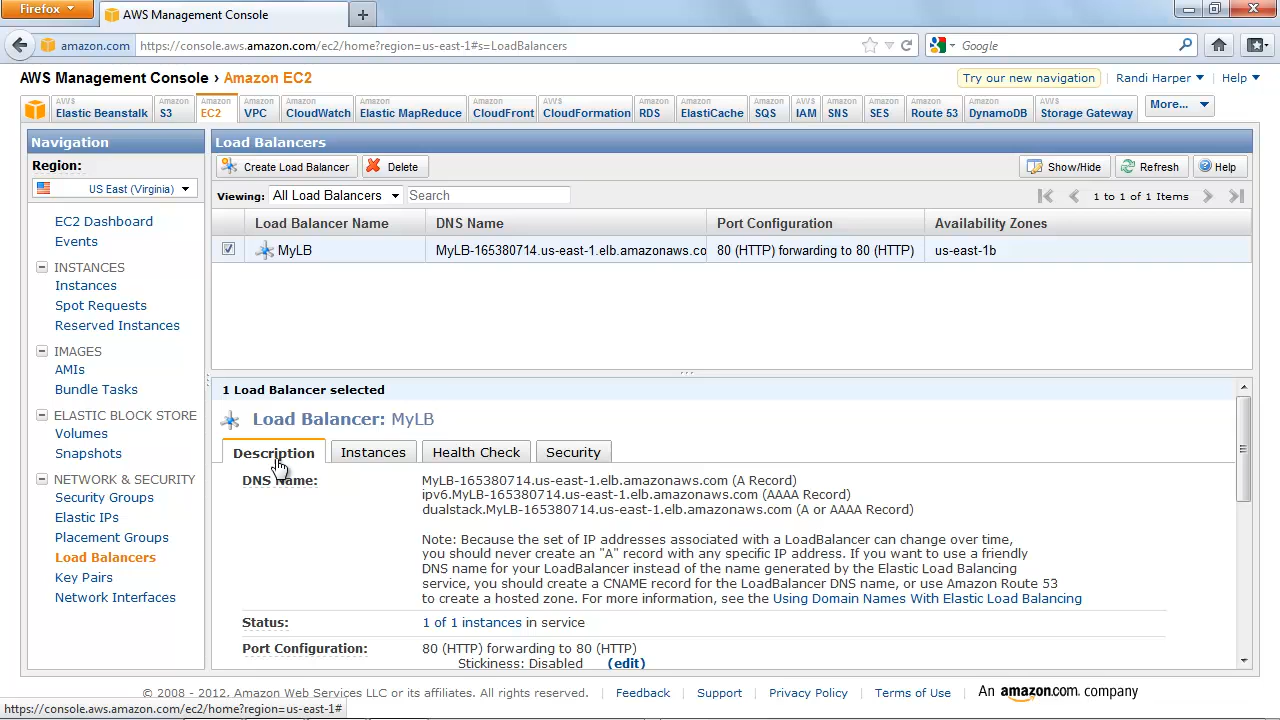 Firefox
AWS Management Console
amazon.com
https://console.aws.amazon.com/ec2/home?region=us-east-1#s=LoadBalancers
Google
AWS Management Console › Amazon EC2
Try our new navigation
Randi Harper
Help
AWS Elastic Beanstalk
Amazon S3
Amazon EC2
Amazon VPC
Amazon CloudWatch
Amazon Elastic MapReduce
Amazon CloudFront
AWS CloudFormation
Amazon RDS
Amazon ElastiCache
Amazon SQS
AWS IAM
Amazon SNS
Amazon SES
Amazon Route 53
Amazon DynamoDB
AWS Storage Gateway
More...
Navigation
Region:
US East (Virginia)
EC2 Dashboard
Events
INSTANCES
Instances
Spot Requests
Reserved Instances
IMAGES
AMIs
Bundle Tasks
ELASTIC BLOCK STORE
Volumes
Snapshots
NETWORK & SECURITY
Security Groups
Elastic IPs
Placement Groups
Load Balancers
Key Pairs
Network Interfaces
Load Balancers
Create Load Balancer
Delete
Show/Hide
Refresh
Help
Viewing: All Load Balancers
Search
1 to 1 of 1 Items
Load Balancer Name DNS Name Port Configuration Availability Zones
MyLB MyLB-165380714.us-east-1.elb.amazonaws.co 80 (HTTP) forwarding to 80 (HTTP) us-east-1b
1 Load Balancer selected
Load Balancer: MyLB
Description Instances Health Check Security
DNS Name: MyLB-165380714.us-east-1.elb.amazonaws.com (A Record)
ipv6.MyLB-165380714.us-east-1.elb.amazonaws.com (AAAA Record)
dualstack.MyLB-165380714.us-east-1.elb.amazonaws.com (A or AAAA Record)
Note: Because the set of IP addresses associated with a LoadBalancer can change over time,
you should never create an "A" record with any specific IP address. If you want to use a friendly
DNS name for your LoadBalancer instead of the name generated by the Elastic Load Balancing
service, you should create a CNAME record for the LoadBalancer DNS name, or use Amazon Route 53
to create a hosted zone. For more information, see the Using Domain Names With Elastic Load Balancing
Status: 1 of 1 instances in service
Port Configuration: 80 (HTTP) forwarding to 80 (HTTP)
Stickiness: Disabled (edit)
© 2008 - 2012, Amazon Web Services LLC or its affiliates. All rights reserved.
Feedback
Support
Privacy Policy
Terms of Use
An amazon.com company
https://console.aws.amazon.com/ec2/home?region=us-east-1#